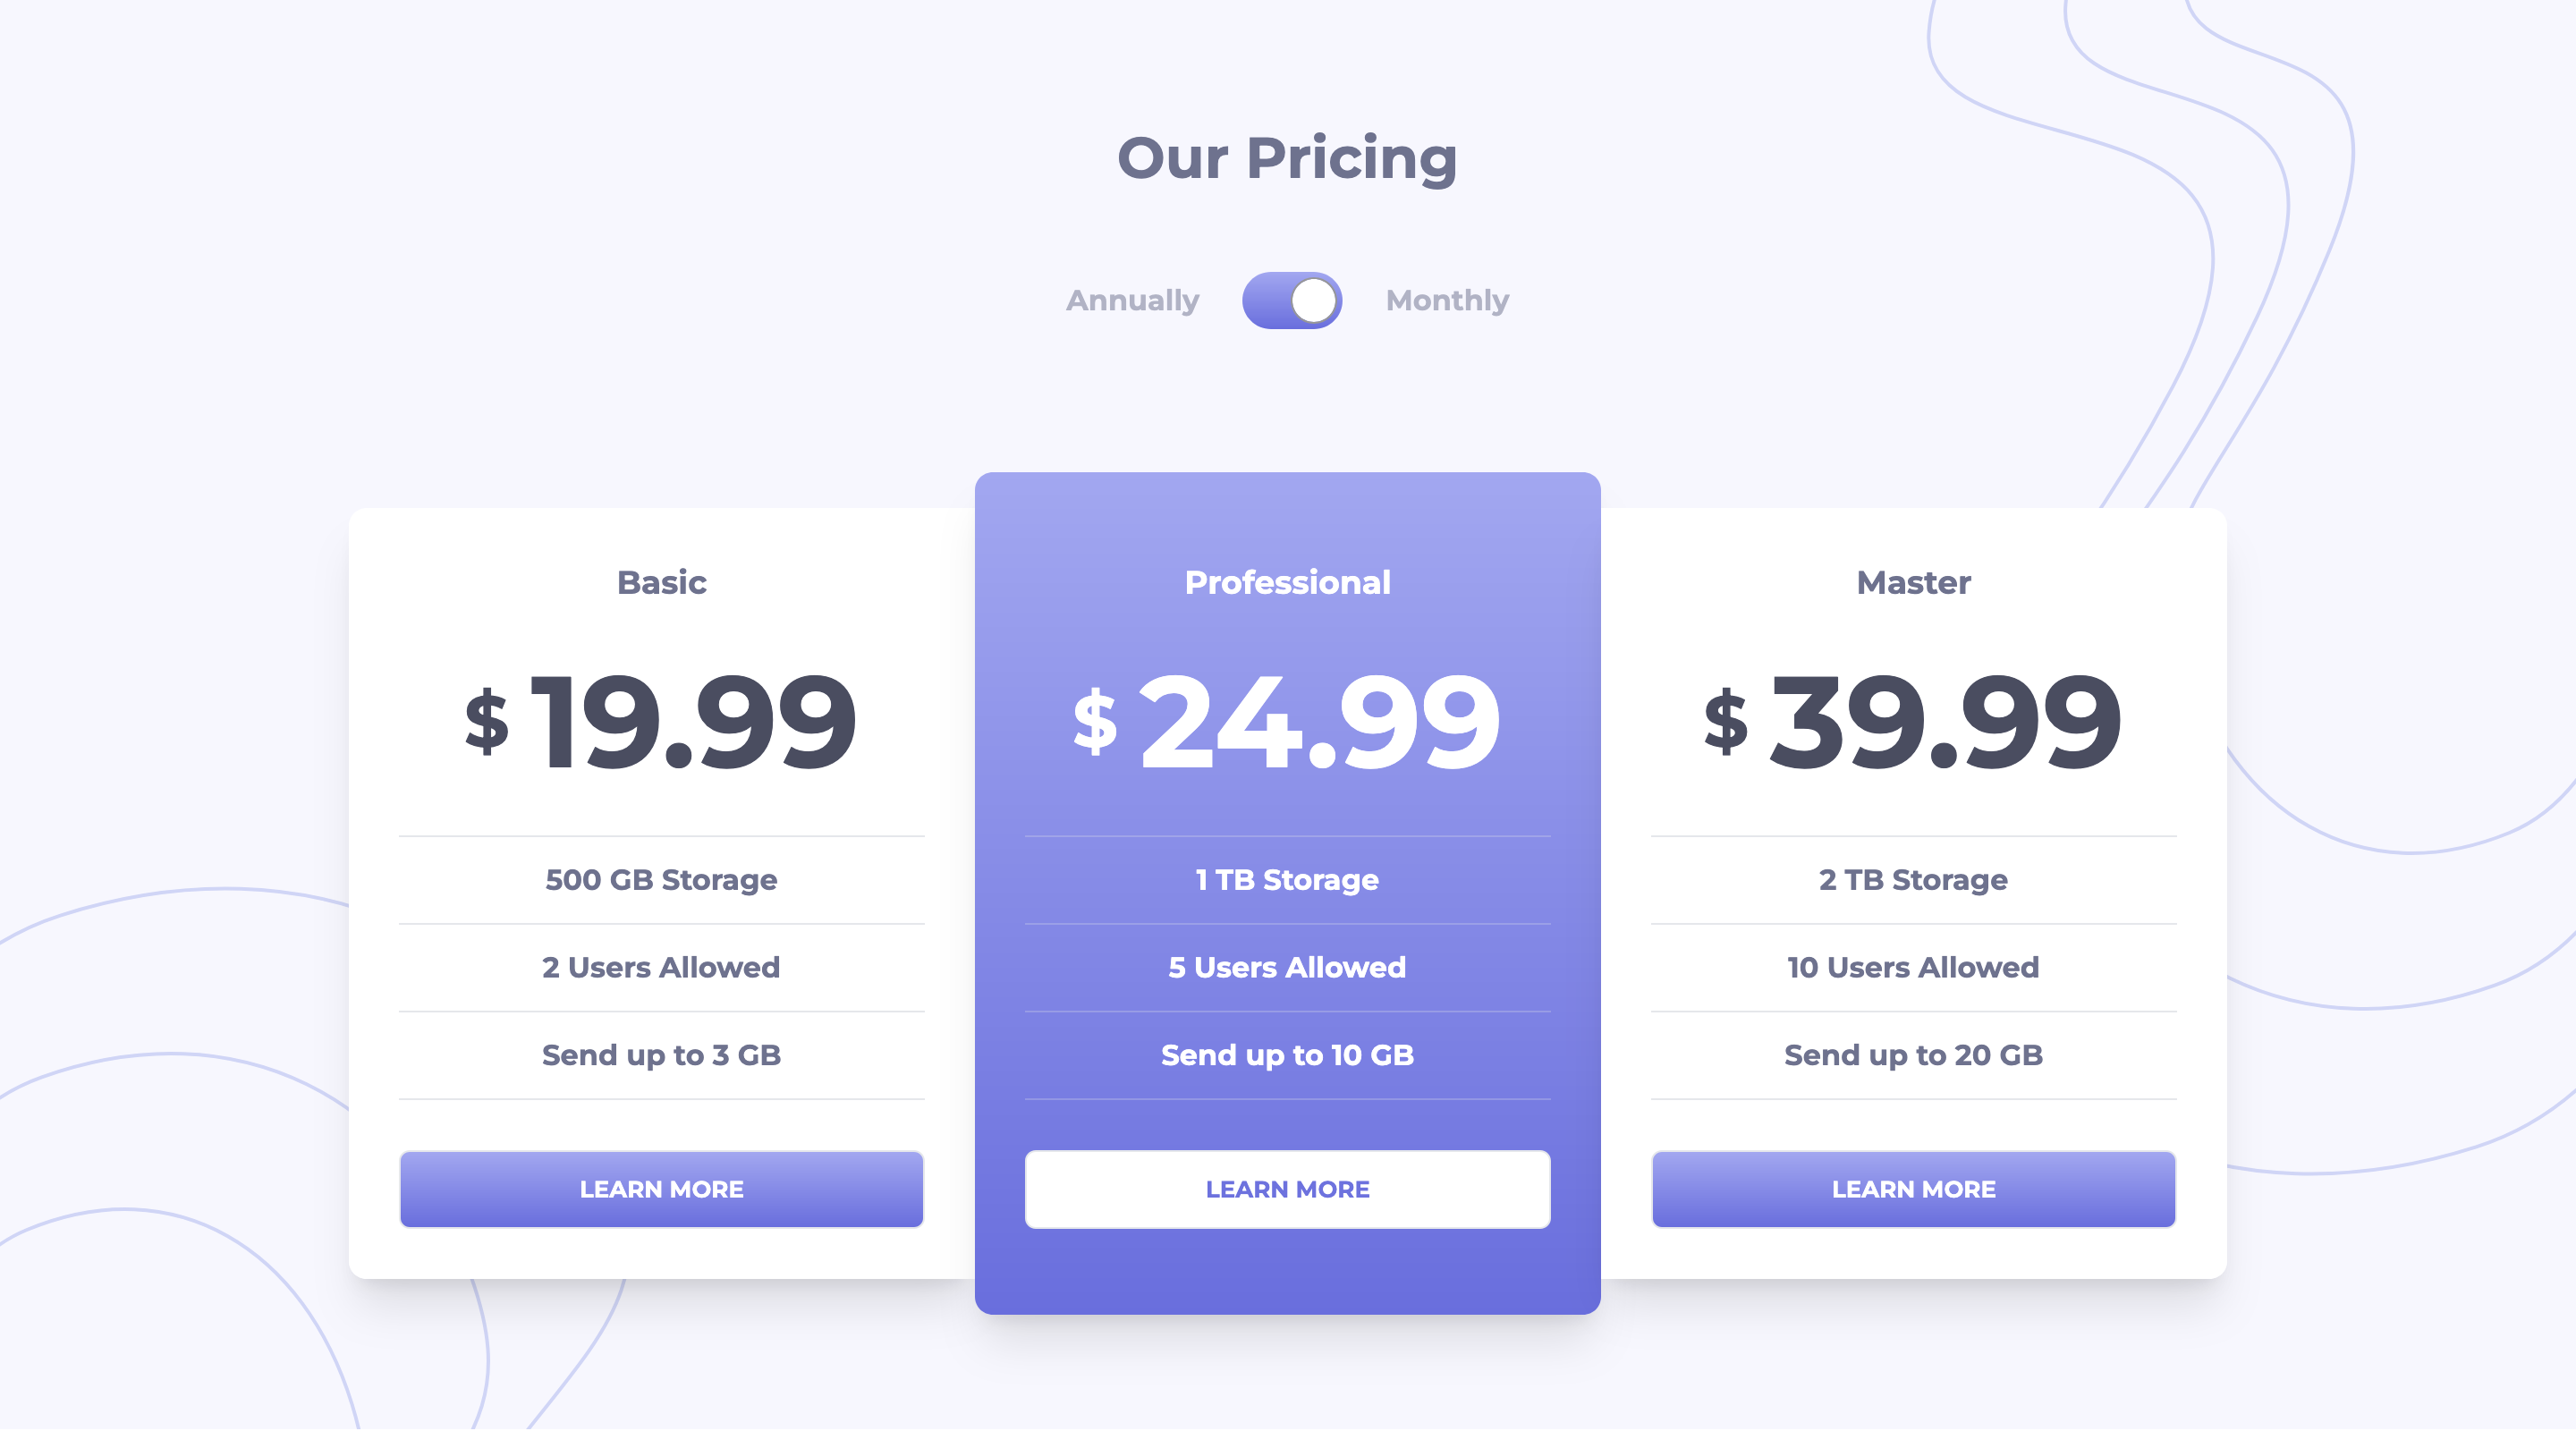 Our Pricing
Annually Monthly
Basic
$ 19.99
500 GB Storage
2 Users Allowed
Send up to 3 GB
LEARN MORE
Professional
$ 24.99
1 TB Storage
5 Users Allowed
Send up to 10 GB
LEARN MORE
Master
$ 39.99
2 TB Storage
10 Users Allowed
Send up to 20 GB
LEARN MORE